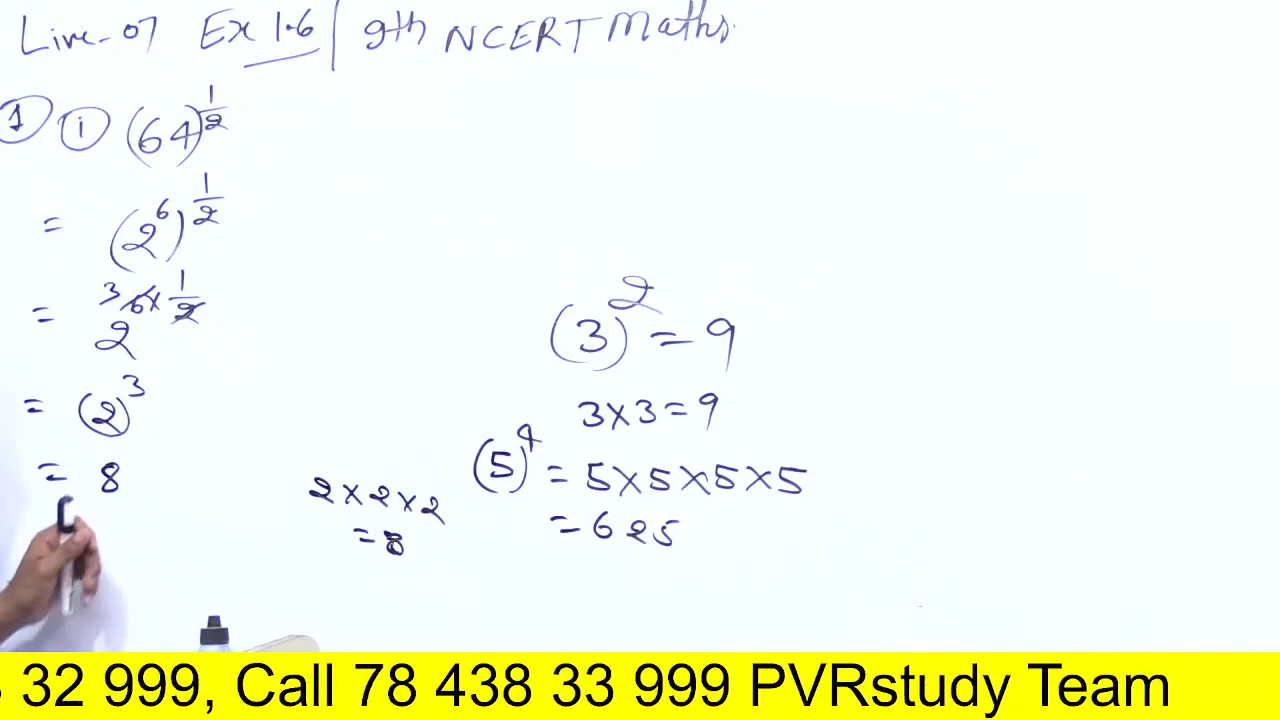 Live-07 Ex 1.6 | 9th NCERT Maths.
1 i (64)^1/2
= (2^6)^1/2
= 2^3 6×1/2
= (2)^3
= 8
2×2×2
= 8
(3)^2 = 9
3×3=9
(5)^4 = 5×5×5×5
= 625
32 999, Call 78 438 33 999 PVRstudy Team